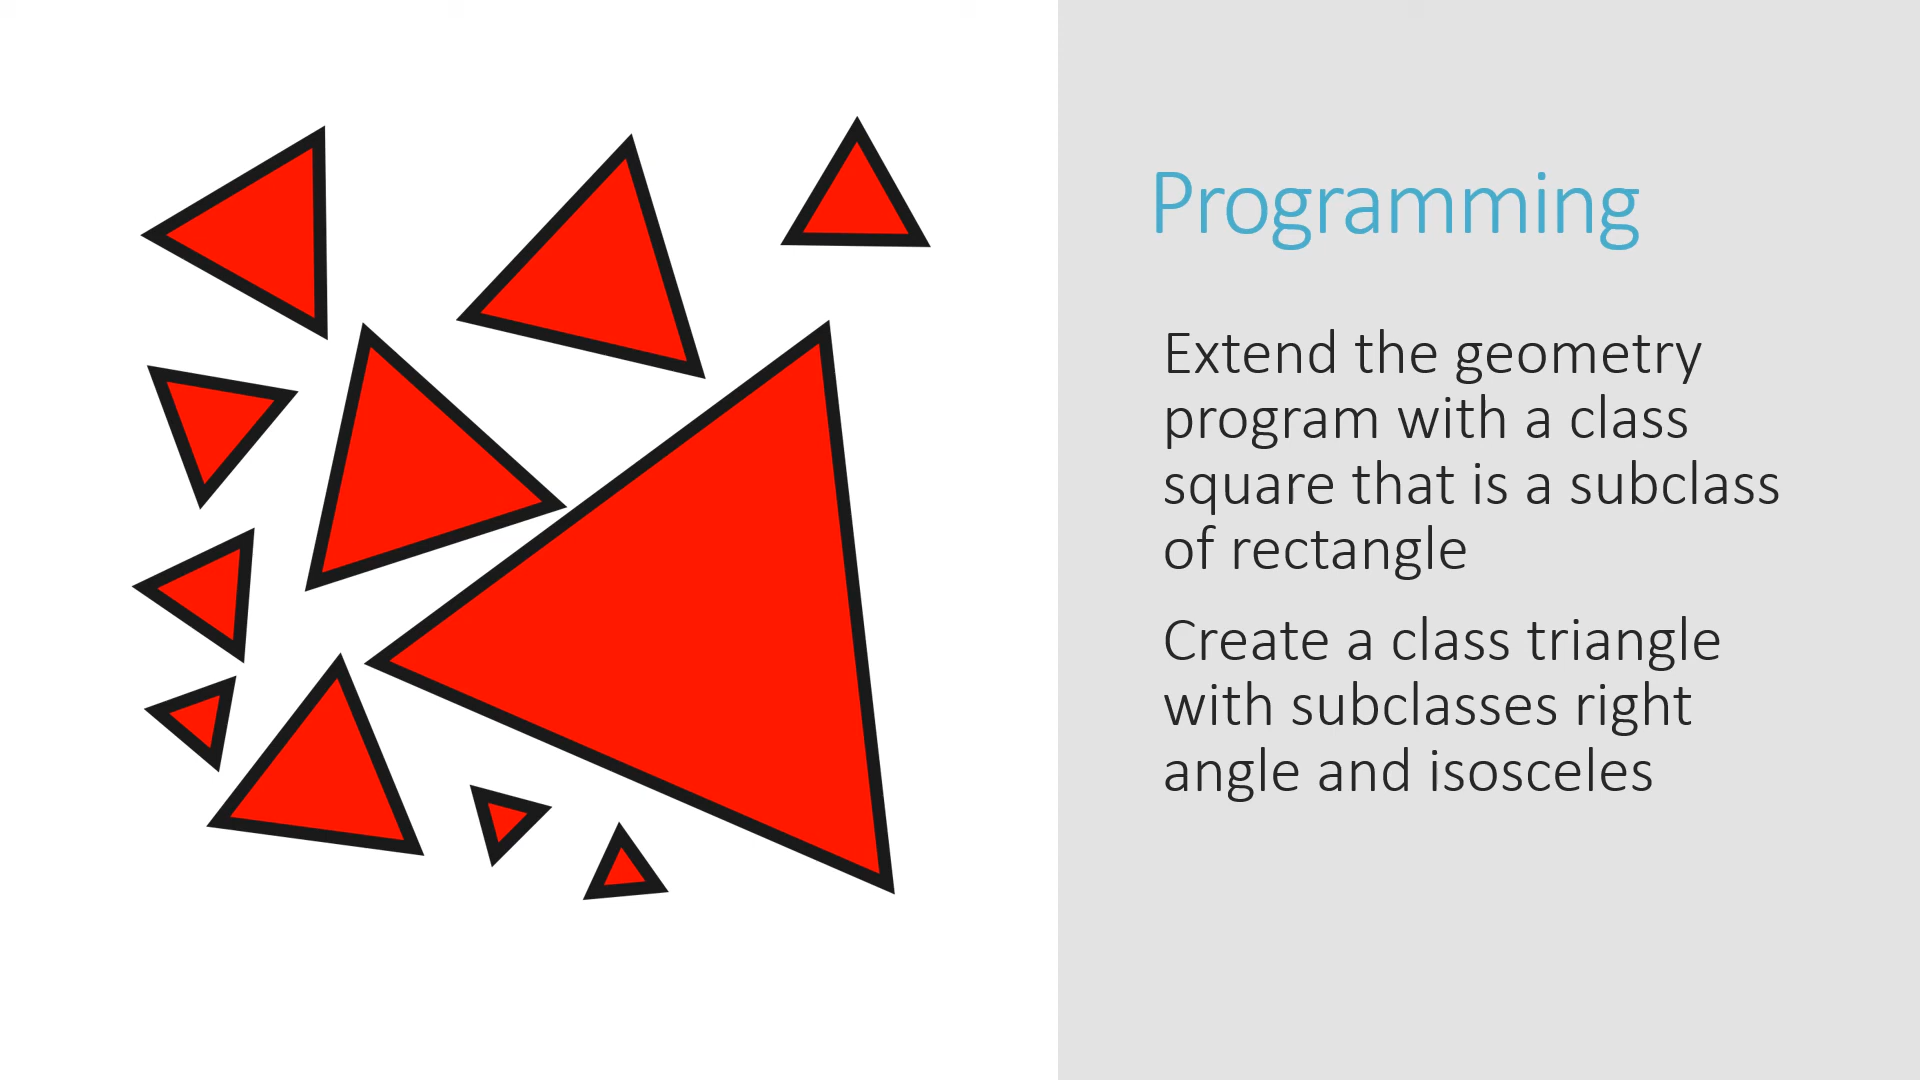 Programming
Extend the geometry
program with a class
square that is a subclass
of rectangle
Create a class triangle
with subclasses right
angle and isosceles